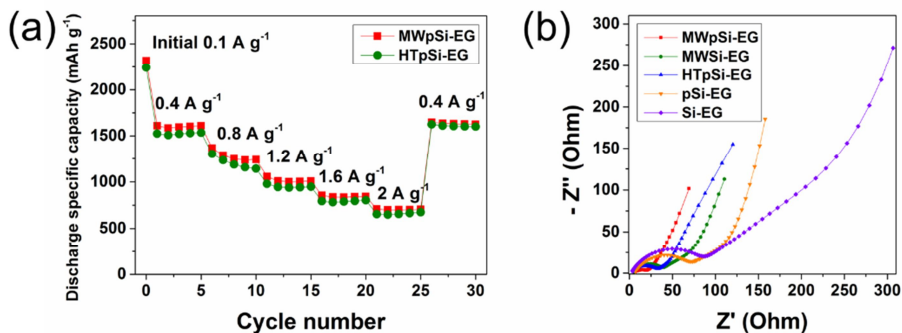 (a)
Discharge specific capacity (mAh g⁻¹)
2500
2000
1500
1000
500
0
Initial 0.1 A g⁻¹
0.4 A g⁻¹
0.8 A g⁻¹
1.2 A g⁻¹
1.6 A g⁻¹
2 A g⁻¹
0.4 A g⁻¹
MWpSi-EG
HTpSi-EG
0 5 10 15 20 25 30
Cycle number
(b)
- Z'' (Ohm)
300
250
200
150
100
50
0
MWpSi-EG
MWSi-EG
HTpSi-EG
pSi-EG
Si-EG
0 50 100 150 200 250 300
Z' (Ohm)